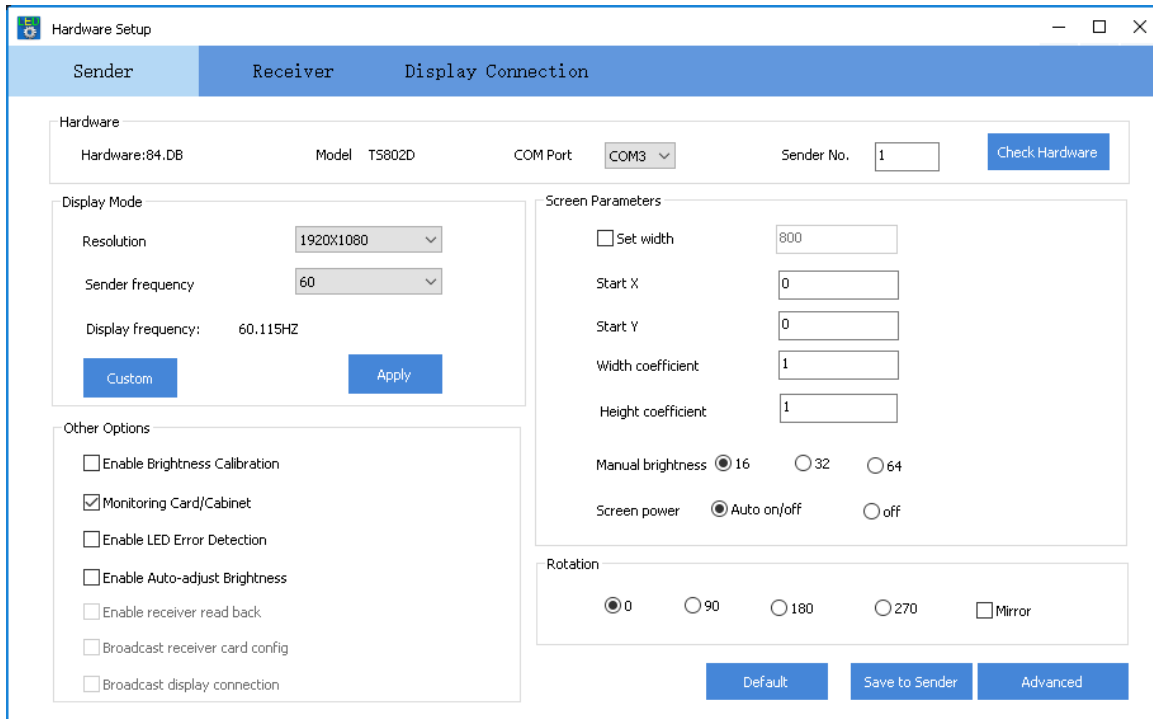 LED
Hardware Setup
Sender Receiver Display Connection
Hardware
Hardware:84.DB Model TS802D COM Port COM3 Sender No. 1 Check Hardware
Display Mode
Resolution 1920X1080
Sender frequency 60
Display frequency: 60.115HZ
Custom Apply
Other Options
Enable Brightness Calibration
Monitoring Card/Cabinet
Enable LED Error Detection
Enable Auto-adjust Brightness
Enable receiver read back
Broadcast receiver card config
Broadcast display connection
Screen Parameters
Set width 800
Start X 0
Start Y 0
Width coefficient 1
Height coefficient 1
Manual brightness 16 32 64
Screen power Auto on/off off
Rotation
0 90 180 270 Mirror
Default Save to Sender Advanced